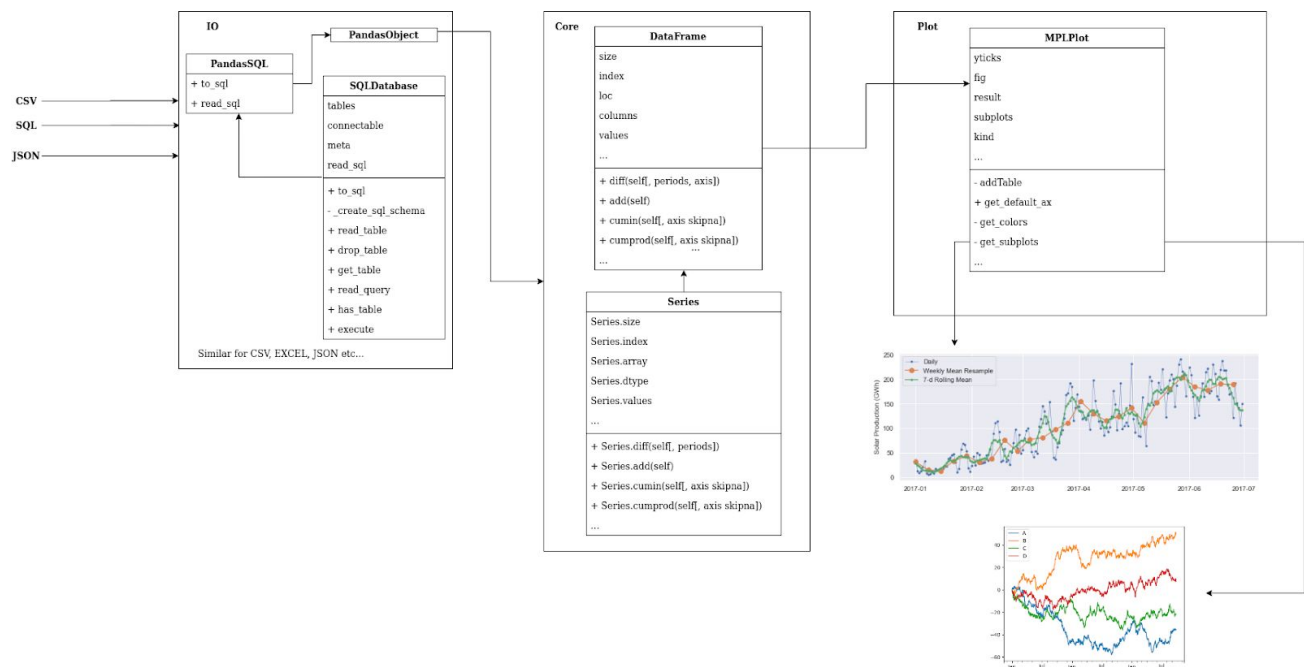 CSV
SQL
JSON
IO
PandasObject
PandasSQL
+ to_sql
+ read_sql
SQLDatabase
tables
connectable
meta
read_sql
+ to_sql
- _create_sql_schema
+ read_table
+ drop_table
+ get_table
+ read_query
+ has_table
+ execute
Similar for CSV, EXCEL, JSON etc...
Core
DataFrame
size
index
loc
columns
values
...
+ diff(self[, periods, axis])
+ add(self)
+ cumin(self[, axis skipna])
+ cumprod(self[, axis skipna])
...
...
Series
Series.size
Series.index
Series.array
Series.dtype
Series.values
...
+ Series.diff(self[, periods])
+ Series.add(self)
+ Series.cumin(self[, axis skipna])
+ Series.cumprod(self[, axis skipna])
...
Plot
MPLPlot
yticks
fig
result
subplots
kind
...
- addTable
+ get_default_ax
- get_colors
- get_subplots
...
Daily
Weekly Mean Resample
7-d Rolling Mean
Solar Production (GWh)
250
200
150
100
50
0
2017-01
2017-02
2017-03
2017-04
2017-05
2017-06
2017-07
A
B
C
D
40
20
0
−20
−40
−60